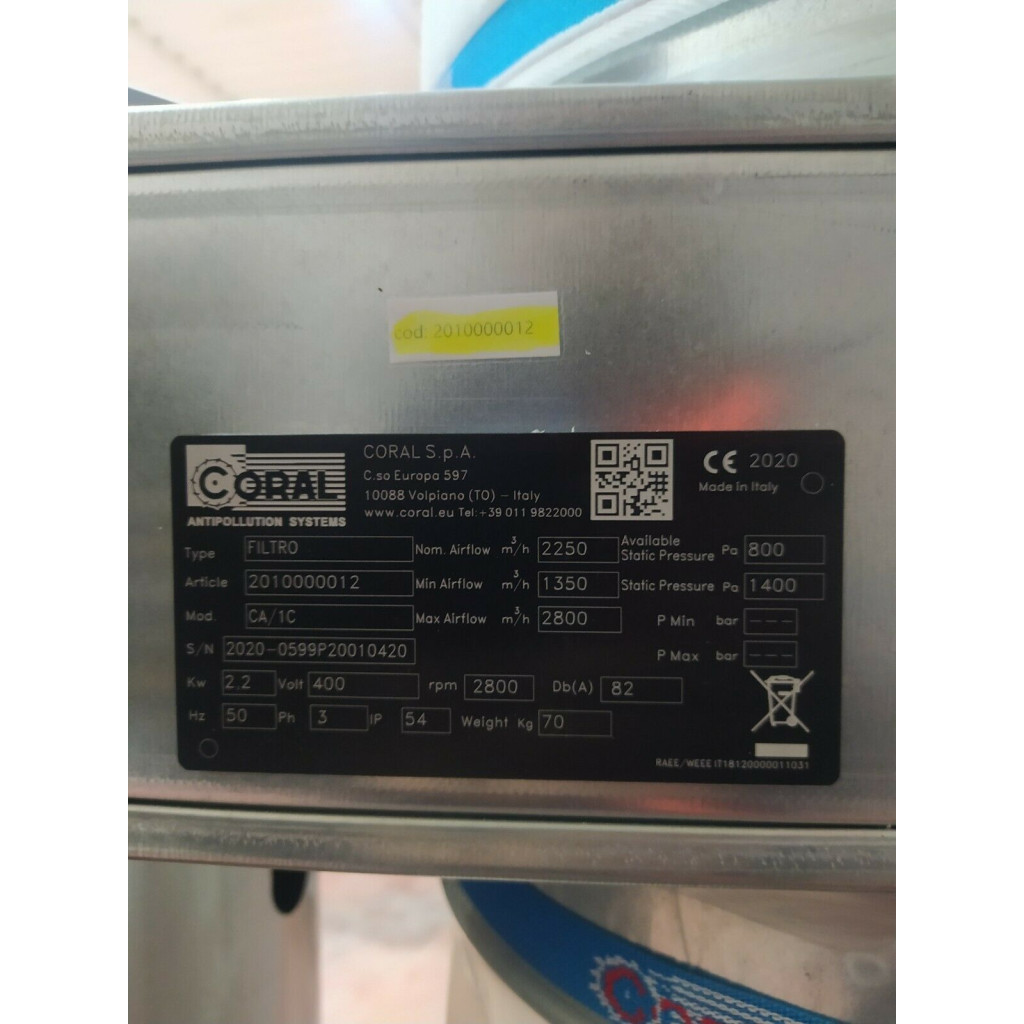 cod. 2010000012
CORAL
ANTIPOLLUTION SYSTEMS
CORAL S.p.A.
C.so Europa 597
10088 Volpiano (TO) - Italy
www.coral.eu Tel:+39 011 9822000
CE 2020
Made in Italy
Type FILTRO Nom. Airflow m³/h 2250 Available Static Pressure Pa 800
Article 2010000012 Min Airflow m³/h 1350 Static Pressure Pa 1400
Mod. CA/1C Max Airflow m³/h 2800 P Min bar ---
S/N 2020-0599P20010420 P Max bar ---
Kw 2.2 Volt 400 rpm 2800 Db(A) 82
Hz 50 Ph 3 IP 54 Weight Kg 70
RAEE/WEEE IT18120000011031